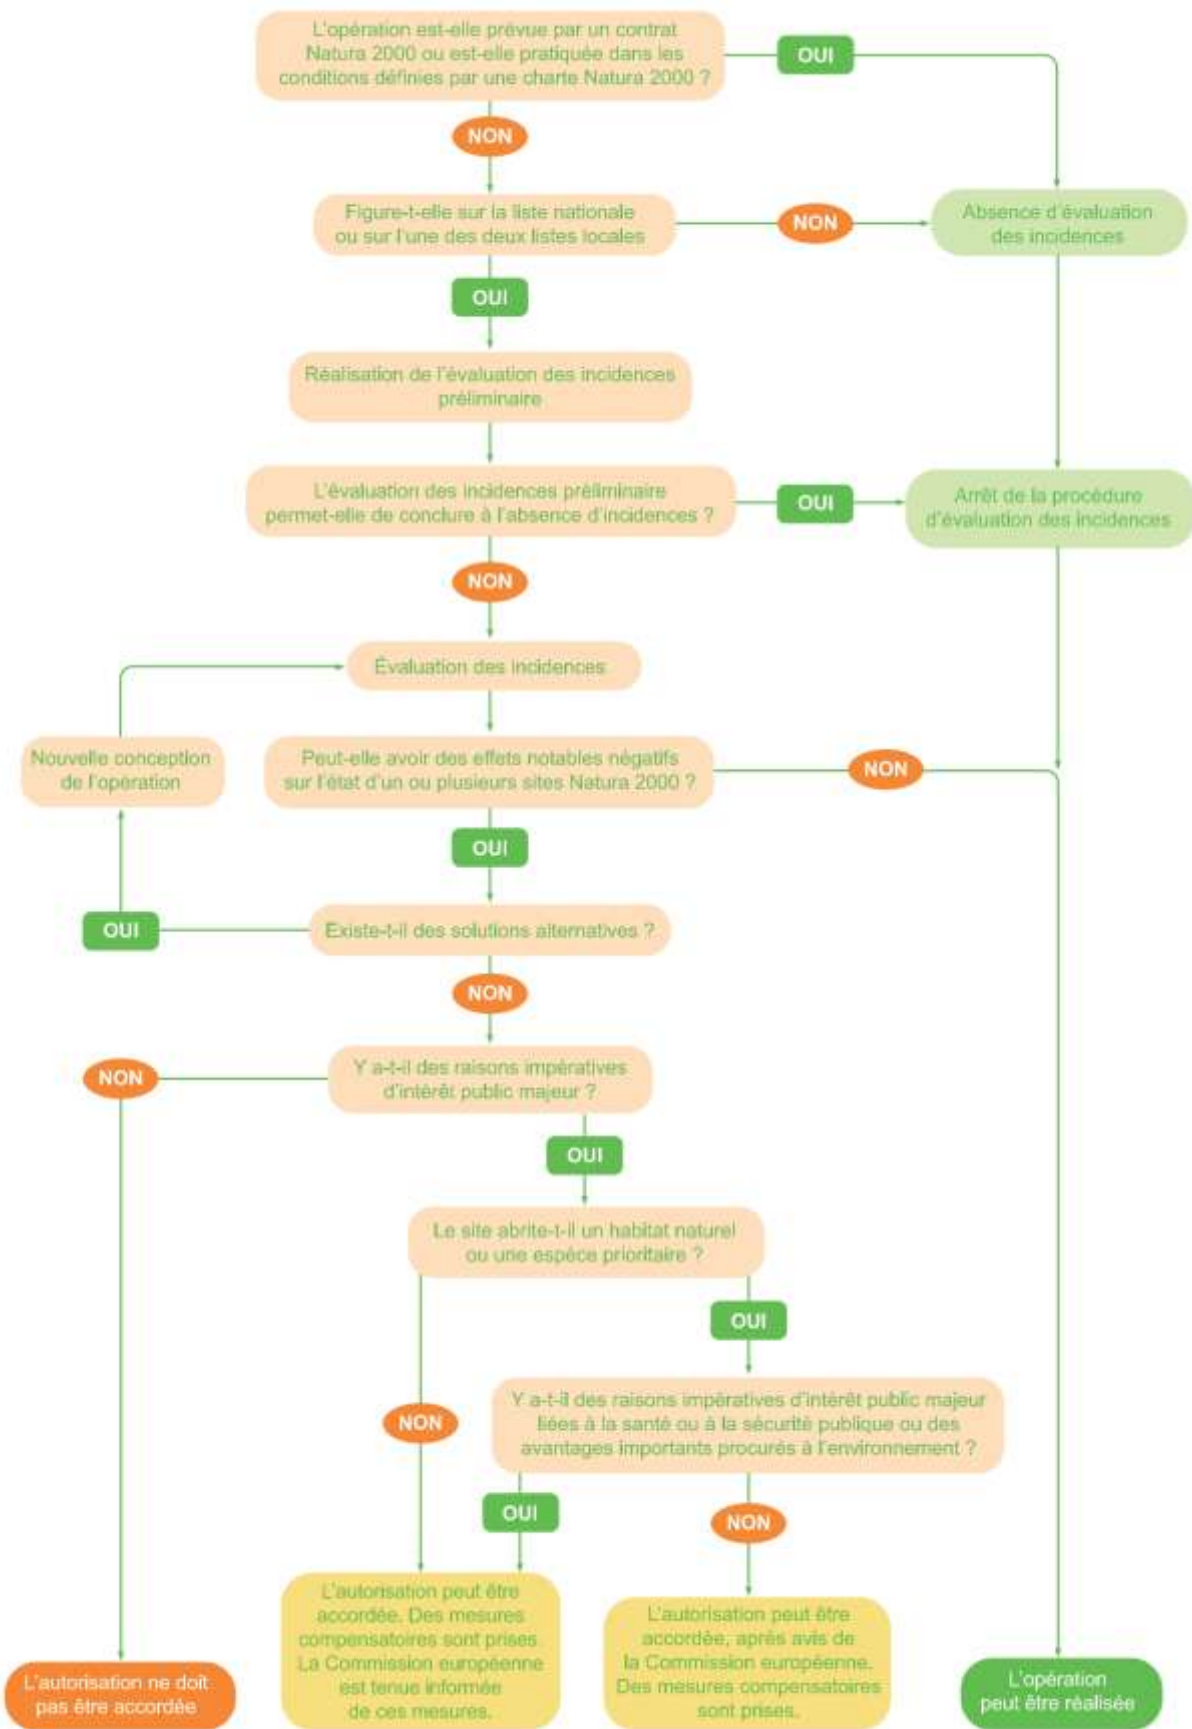 L'opération est-elle prévue par un contrat
Natura 2000 ou est-elle pratiquée dans les
conditions définies par une charte Natura 2000 ?
OUI
NON
Figure-t-elle sur la liste nationale
ou sur l'une des deux listes locales
NON
Absence d'évaluation
des incidences
OUI
Réalisation de l'évaluation des incidences
préliminaire
L'évaluation des incidences préliminaire
permet-elle de conclure à l'absence d'incidences ?
OUI
Arrêt de la procédure
d'évaluation des incidences
NON
Évaluation des incidences
Nouvelle conception
de l'opération
Peut-elle avoir des effets notables négatifs
sur l'état d'un ou plusieurs sites Natura 2000 ?
NON
OUI
OUI
Existe-t-il des solutions alternatives ?
NON
NON
Y a-t-il des raisons impératives
d'intérêt public majeur ?
OUI
Le site abrite-t-il un habitat naturel
ou une espèce prioritaire ?
OUI
NON
Y a-t-il des raisons impératives d'intérêt public majeur
liées à la santé ou à la sécurité publique ou des
avantages importants procurés à l'environnement ?
OUI
NON
L'autorisation ne doit
pas être accordée
L'autorisation peut être
accordée. Des mesures
compensatoires sont prises.
La Commission européenne
est tenue informée
de ces mesures.
L'autorisation peut être
accordée, après avis de
la Commission européenne.
Des mesures compensatoires
sont prises.
L'opération
peut être réalisée